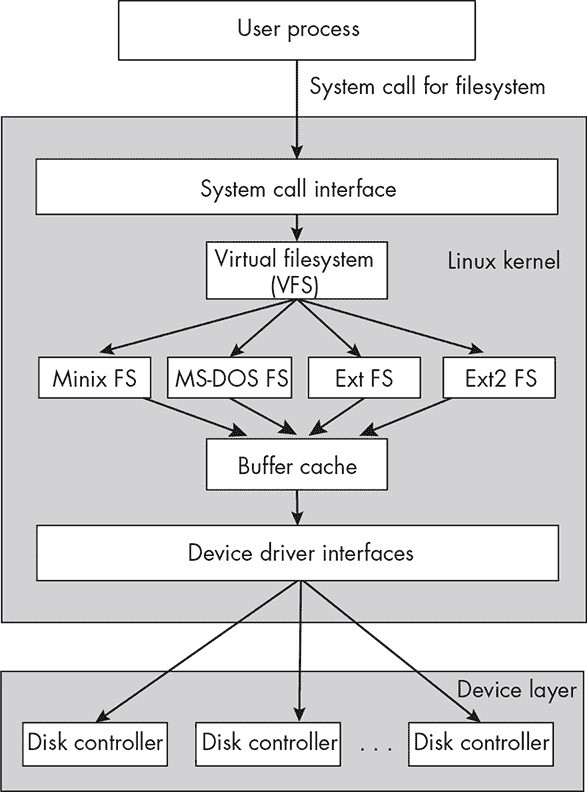 User process
System call for filesystem
System call interface
Virtual filesystem
(VFS)
Linux kernel
Minix FS
MS-DOS FS
Ext FS
Ext2 FS
Buffer cache
Device driver interfaces
Device layer
Disk controller
Disk controller
. . .
Disk controller